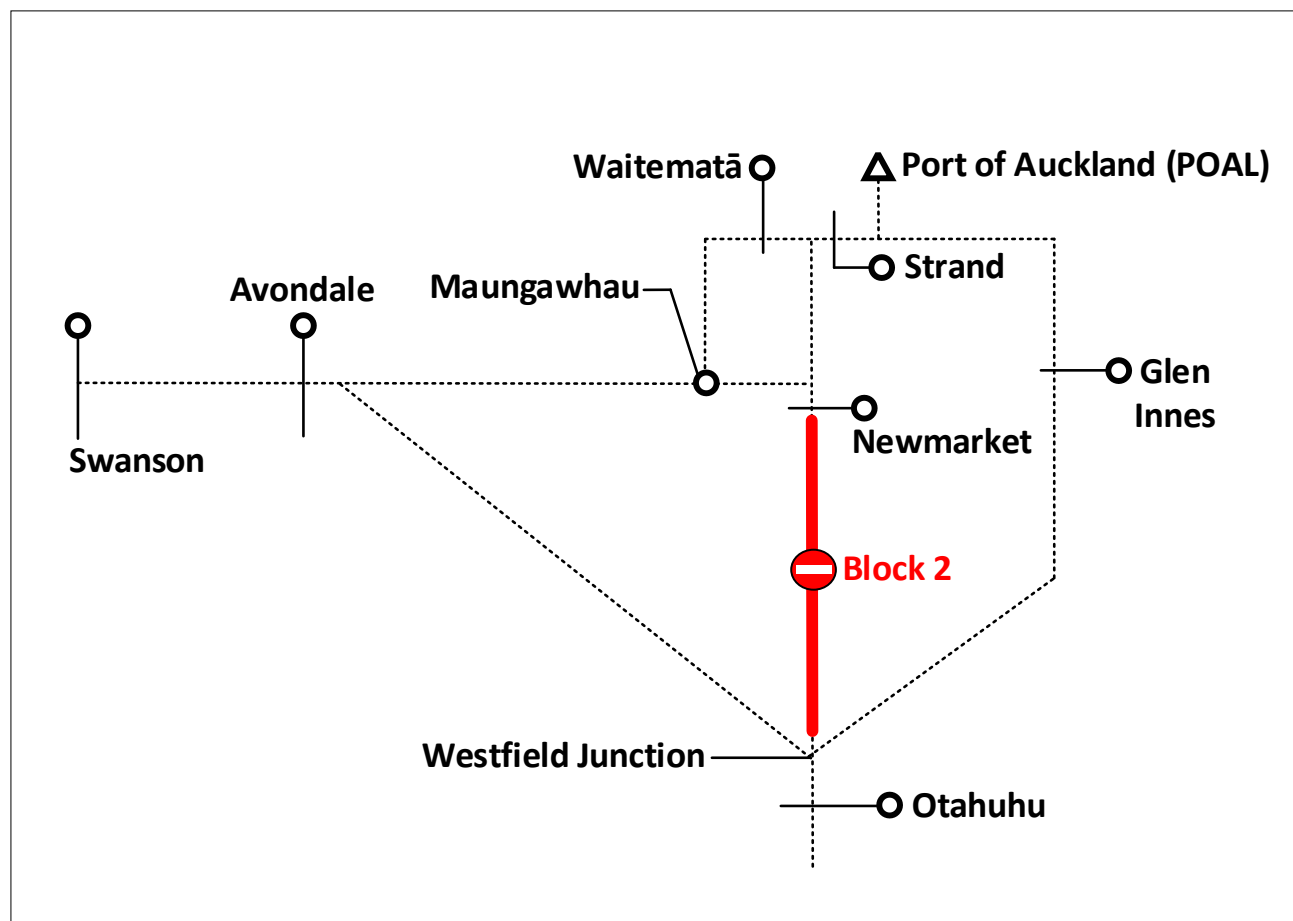 Waitematā
Port of Auckland (POAL)
Strand
Avondale
Maungawhau
Glen
Innes
Newmarket
Swanson
Block 2
Westfield Junction
Otahuhu